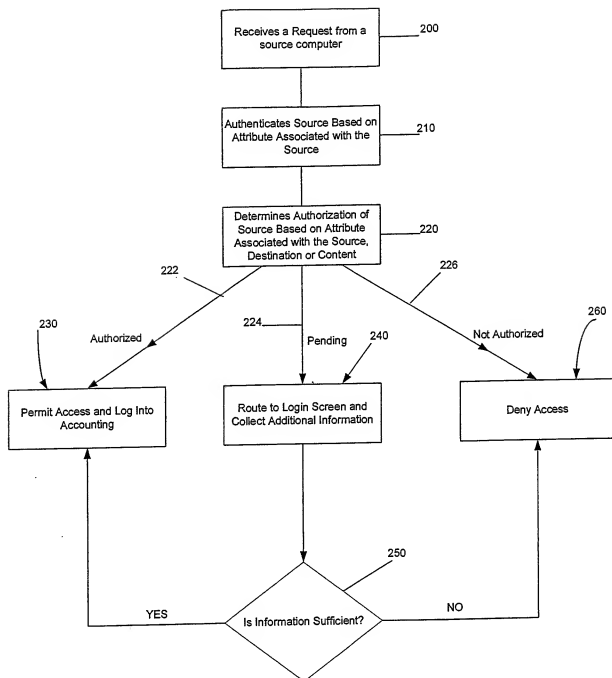 Receives a Request from a
source computer
200
Authenticates Source Based on
Attribute Associated with the
Source
210
Determines Authorization of
Source Based on Attribute
Associated with the Source,
Destination or Content
220
222
226
230
224
260
Authorized
Pending
240
Not Authorized
Permit Access and Log Into
Accounting
Route to Login Screen and
Collect Additional Information
Deny Access
250
YES
Is Information Sufficient?
NO